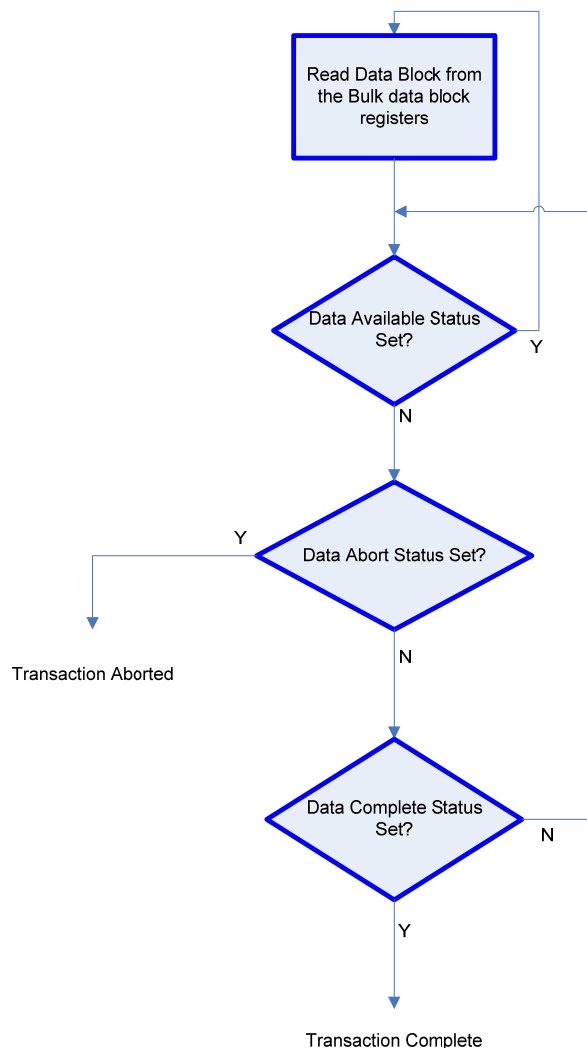 Read Data Block from
the Bulk data block
registers
Data Available Status
Set?
Y
N
Data Abort Status Set?
Y
Transaction Aborted
N
Data Complete Status
Set?
N
Y
Transaction Complete